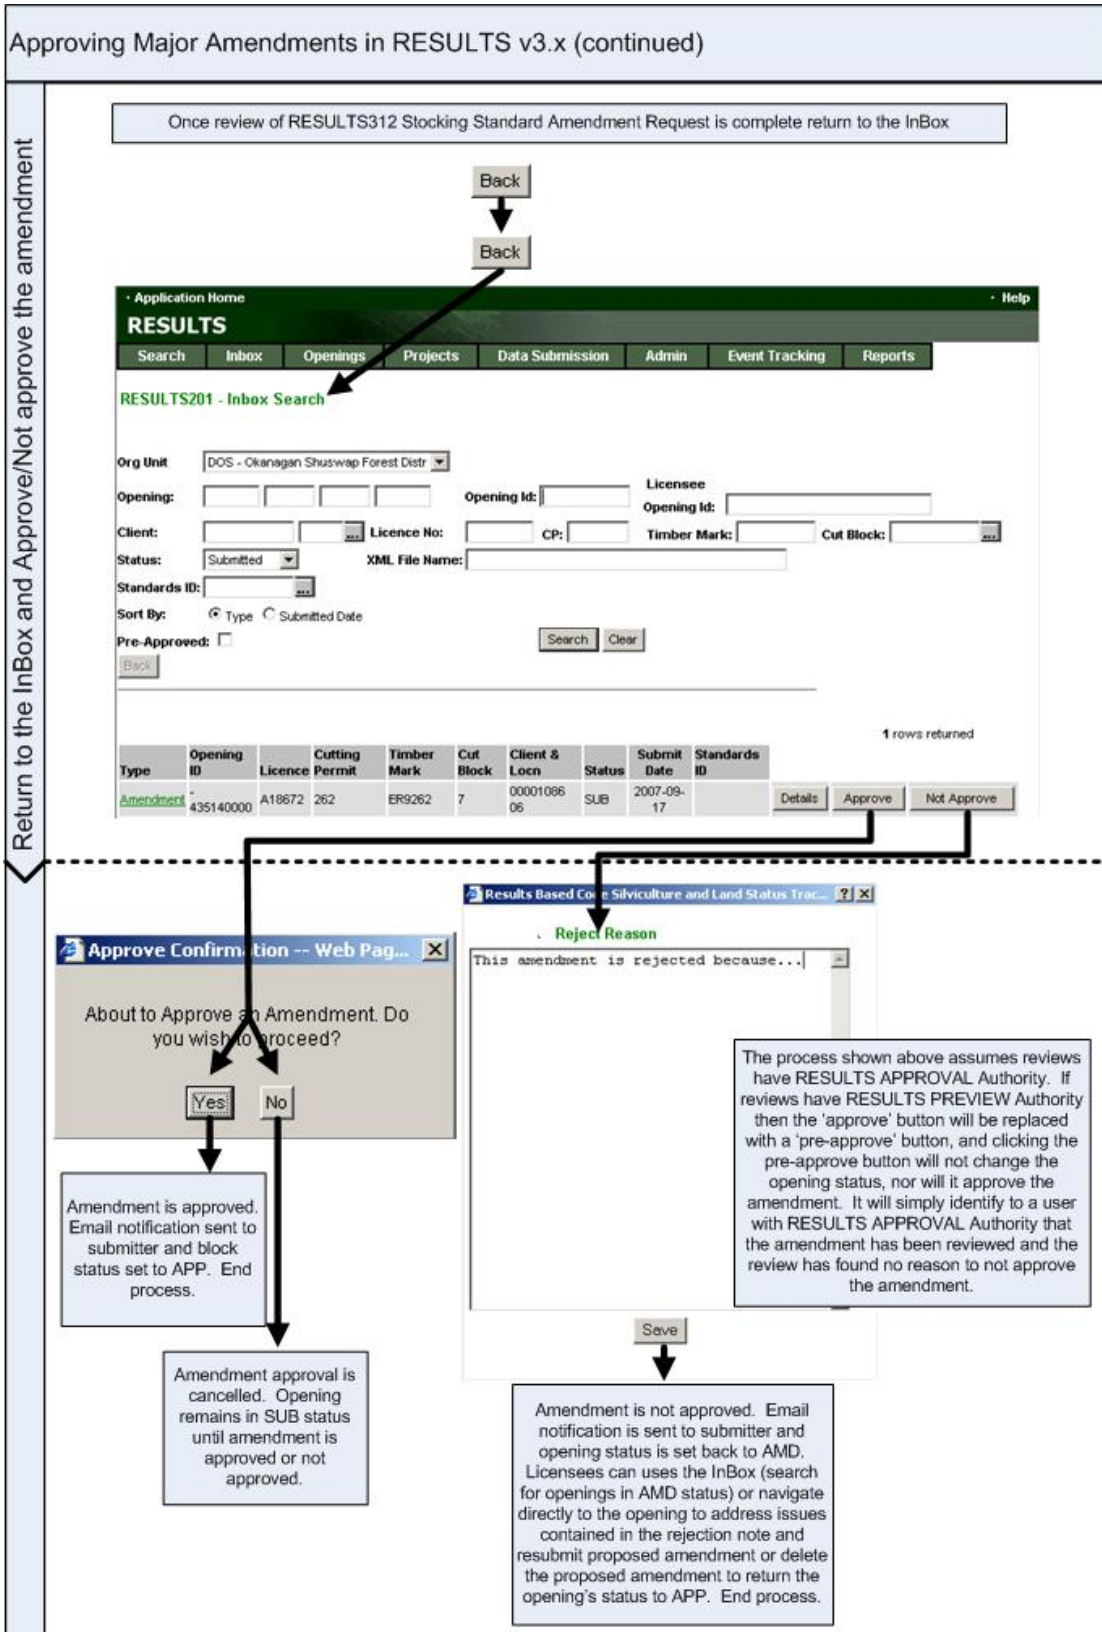 Approving Major Amendments in RESULTS v3.x (continued)
Return to the InBox and Approve/Not approve the amendment
Once review of RESULTS312 Stocking Standard Amendment Request is complete return to the InBox
Back
Back
· Application Home · Help
RESULTS
Search Inbox Openings Projects Data Submission Admin Event Tracking Reports
RESULTS201 - Inbox Search
Org Unit DOS - Okanagan Shuswap Forest Distr
Opening: Opening Id: Licensee
Opening Id:
Client: ... Licence No: CP: Timber Mark: Cut Block: ...
Status: Submitted XML File Name:
Standards ID: ...
Sort By: Type Submitted Date
Pre-Approved: Search Clear
Back
1 rows returned
Type Opening ID Licence Cutting Permit Timber Mark Cut Block Client & Locn Status Submit Date Standards ID
Amendment -435140000 A18672 262 ER9262 7 00001086 06 SUB 2007-09-17 Details Approve Not Approve
Approve Confirmation -- Web Pag...
About to Approve an Amendment. Do
you wish to proceed?
Yes No
Amendment is approved.
Email notification sent to
submitter and block
status set to APP. End
process.
Amendment approval is
cancelled. Opening
remains in SUB status
until amendment is
approved or not
approved.
Results Based Code Silviculture and Land Status Trac...
. Reject Reason
This amendment is rejected because...
Save
The process shown above assumes reviews
have RESULTS APPROVAL Authority. If
reviews have RESULTS PREVIEW Authority
then the 'approve' button will be replaced
with a 'pre-approve' button, and clicking the
pre-approve button will not change the
opening status, nor will it approve the
amendment. It will simply identify to a user
with RESULTS APPROVAL Authority that
the amendment has been reviewed and the
review has found no reason to not approve
the amendment.
Amendment is not approved. Email
notification is sent to submitter and
opening status is set back to AMD.
Licensees can uses the InBox (search
for openings in AMD status) or navigate
directly to the opening to address issues
contained in the rejection note and
resubmit proposed amendment or delete
the proposed amendment to return the
opening's status to APP. End process.